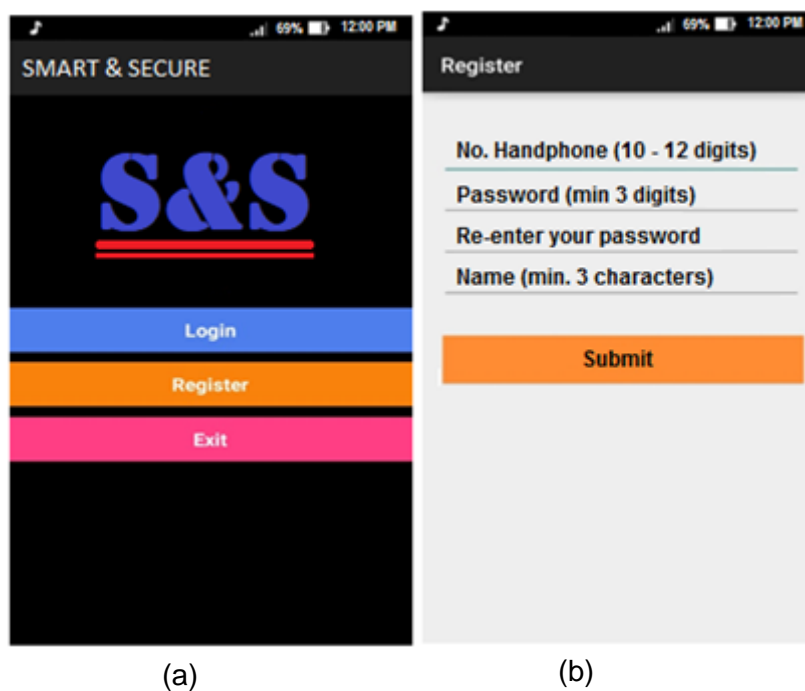 69% 12:00 PM
SMART & SECURE
S&S
Login
Register
Exit
(a)
69% 12:00 PM
Register
No. Handphone (10 - 12 digits)
Password (min 3 digits)
Re-enter your password
Name (min. 3 characters)
Submit
(b)